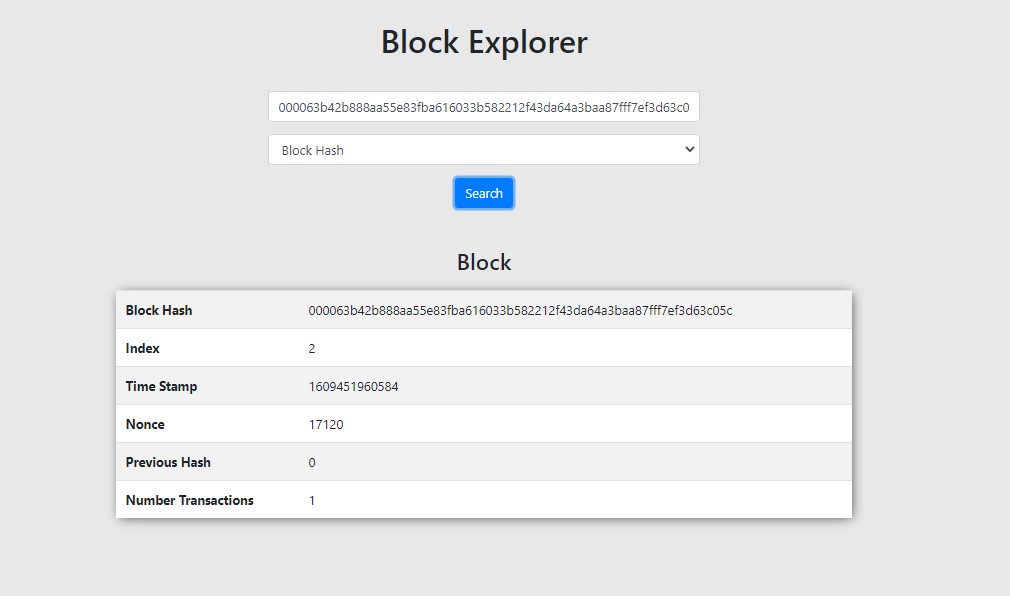 Block Explorer
000063b42b888aa55e83fba616033b582212f43da64a3baa87fff7ef3d63c0
Block Hash
Search
Block
Block Hash 000063b42b888aa55e83fba616033b582212f43da64a3baa87fff7ef3d63c05c
Index 2
Time Stamp 1609451960584
Nonce 17120
Previous Hash 0
Number Transactions 1